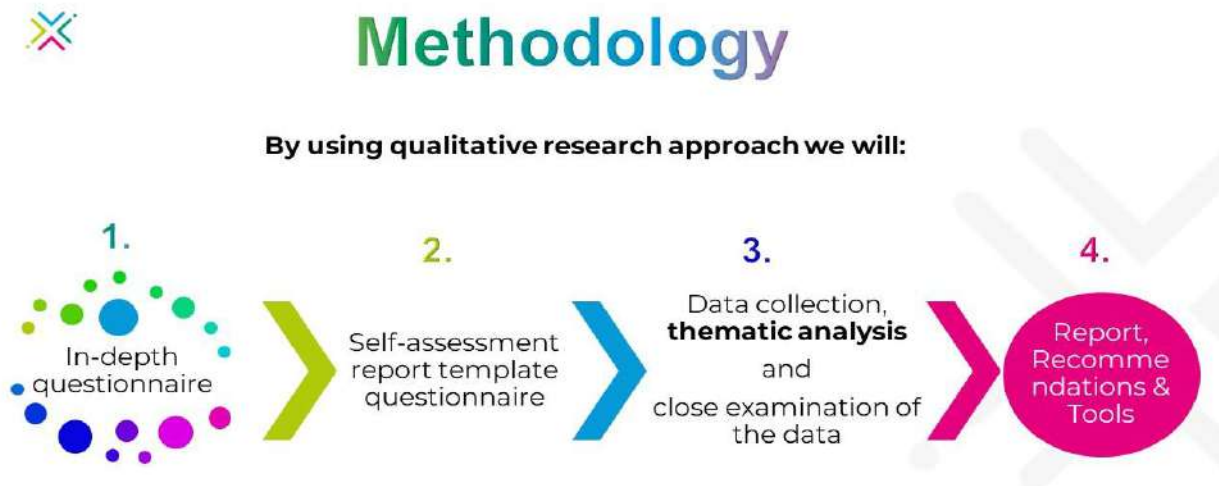 Methodology
By using qualitative research approach we will:
1.
In-depth
questionnaire
2.
Self-assessment
report template
questionnaire
3.
Data collection,
thematic analysis
and
close examination of
the data
4.
Report,
Recomme
ndations &
Tools